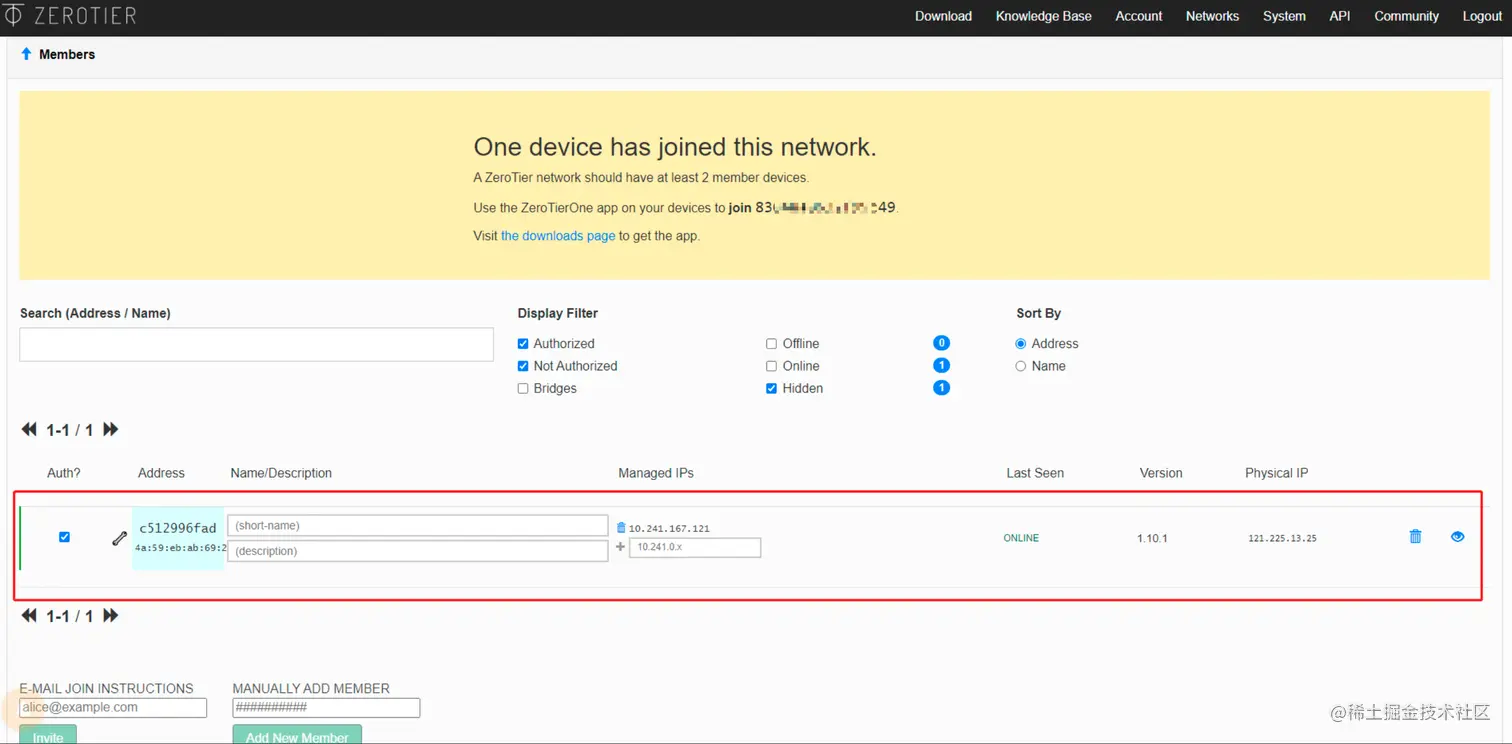 ZEROTIER
Download Knowledge Base Account Networks System API Community Logout
Members
One device has joined this network.
A ZeroTier network should have at least 2 member devices.
Use the ZeroTierOne app on your devices to join 83 49.
Visit the downloads page to get the app.
Search (Address / Name) Display Filter Sort By
Authorized Offline 0 Address
Not Authorized Online 1 Name
Bridges Hidden 1
1-1 / 1
Auth? Address Name/Description Managed IPs Last Seen Version Physical IP
c512996fad (short-name) 10.241.167.121
4a:59:eb:ab:69:2 (description) + 10.241.0.x ONLINE 1.10.1 121.225.13.25
1-1 / 1
E-MAIL JOIN INSTRUCTIONS MANUALLY ADD MEMBER
alice@example.com ##########
Invite Add New Member
@稀土掘金技术社区